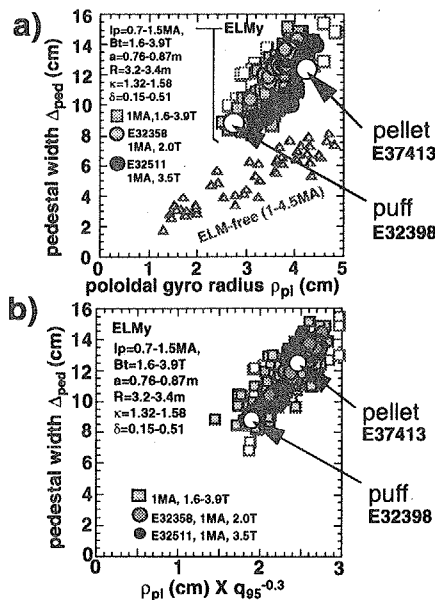 a)
pedestal width Δped (cm)
16
14
12
10
8
6
4
2
0
Ip=0.7-1.5MA,
Bt=1.6-3.9T
a=0.76-0.87m
R=3.2-3.4m
κ=1.32-1.58
δ=0.15-0.51
ELMy
1MA,1.6-3.9T
E32358
1MA, 2.0T
E32511
1MA, 3.5T
pellet
E37413
puff
E32398
ELM-free (1-4.5MA)
0 1 2 3 4 5
poloidal gyro radius ρpi (cm)
b)
pedestal width Δped (cm)
16
14
12
10
8
6
4
2
0
ELMy
Ip=0.7-1.5MA,
Bt=1.6-3.9T
a=0.76-0.87m
R=3.2-3.4m
κ=1.32-1.58
δ=0.15-0.51
pellet
E37413
puff
E32398
1MA, 1.6-3.9T
E32358, 1MA, 2.0T
E32511, 1MA, 3.5T
0 1 2 3
ρpi (cm) X q95-0.3